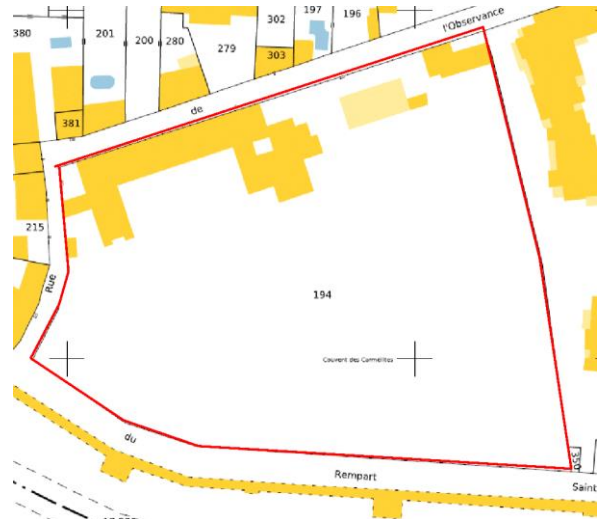 380
201
200
280
279
302
303
197
196
l'Observance
de
381
215
Rue
194
Couvent des Carmélites
du
Rempart
Saint
350